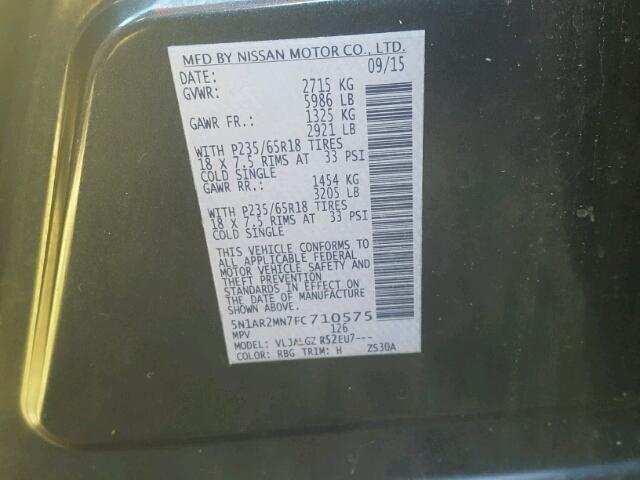 MFD BY NISSAN MOTOR CO., LTD.
DATE: 09/15
GVWR: 2715 KG
5986 LB
GAWR FR.: 1325 KG
2921 LB
WITH P235/65R18 TIRES
18 X 7.5 RIMS AT 33 PSI
COLD SINGLE
GAWR RR.: 1454 KG
3205 LB
WITH P235/65R18 TIRES
18 X 7.5 RIMS AT 33 PSI
COLD SINGLE
THIS VEHICLE CONFORMS TO
ALL APPLICABLE FEDERAL
MOTOR VEHICLE SAFETY AND
THEFT PREVENTION
STANDARDS IN EFFECT ON
THE DATE OF MANUFACTURE
SHOWN ABOVE.
5N1AR2MN7FC710575
MPV 126
MODEL: VLJALGZ R52EU7---
COLOR: RBG TRIM: H ZS30A